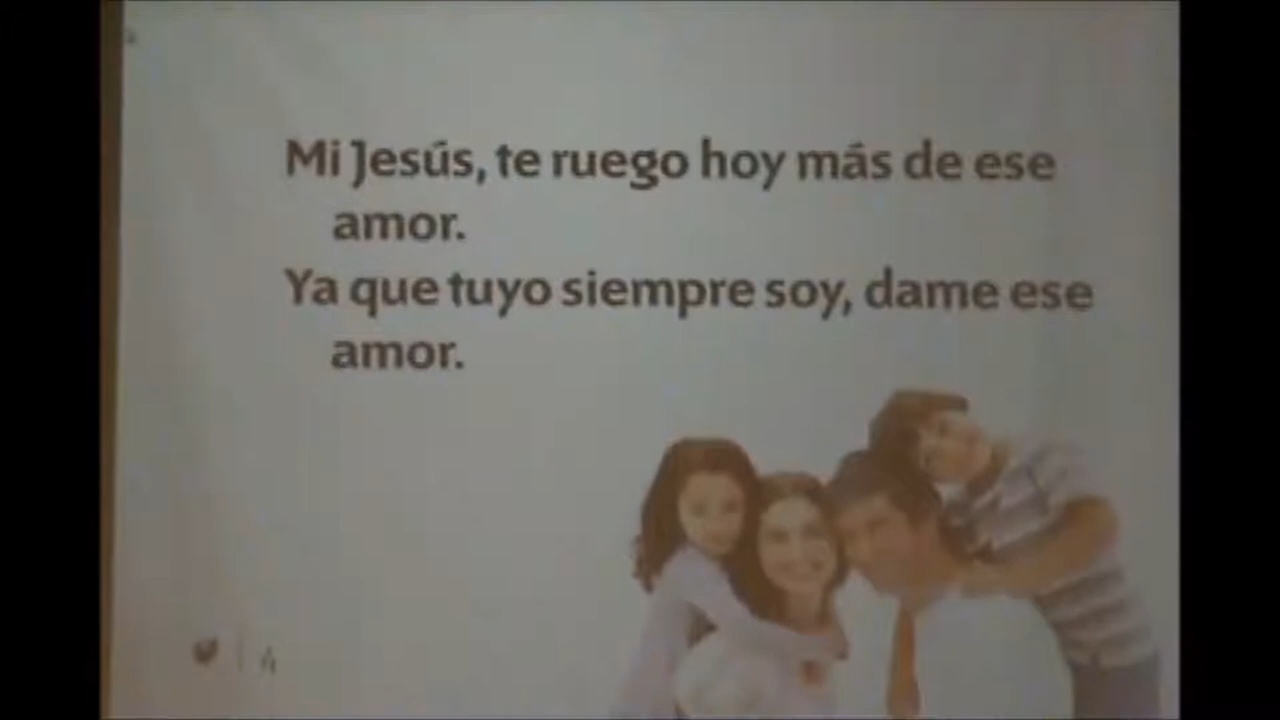 Mi Jesús, te ruego hoy más de ese
amor.
Ya que tuyo siempre soy, dame ese
amor.